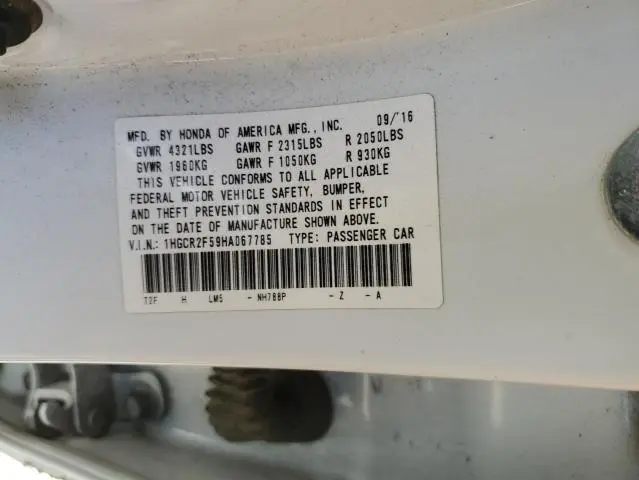 MFD. BY HONDA OF AMERICA MFG., INC. 09/'16
GVWR 4321LBS GAWR F 2315LBS R 2050LBS
GVWR 1960KG GAWR F 1050KG R 930KG
THIS VEHICLE CONFORMS TO ALL APPLICABLE
FEDERAL MOTOR VEHICLE SAFETY, BUMPER,
AND THEFT PREVENTION STANDARDS IN EFFECT
ON THE DATE OF MANUFACTURE SHOWN ABOVE.
V.I.N.: 1HGCR2F59HA067785 TYPE: PASSENGER CAR
T2F H LM5 - NH788P - Z - A